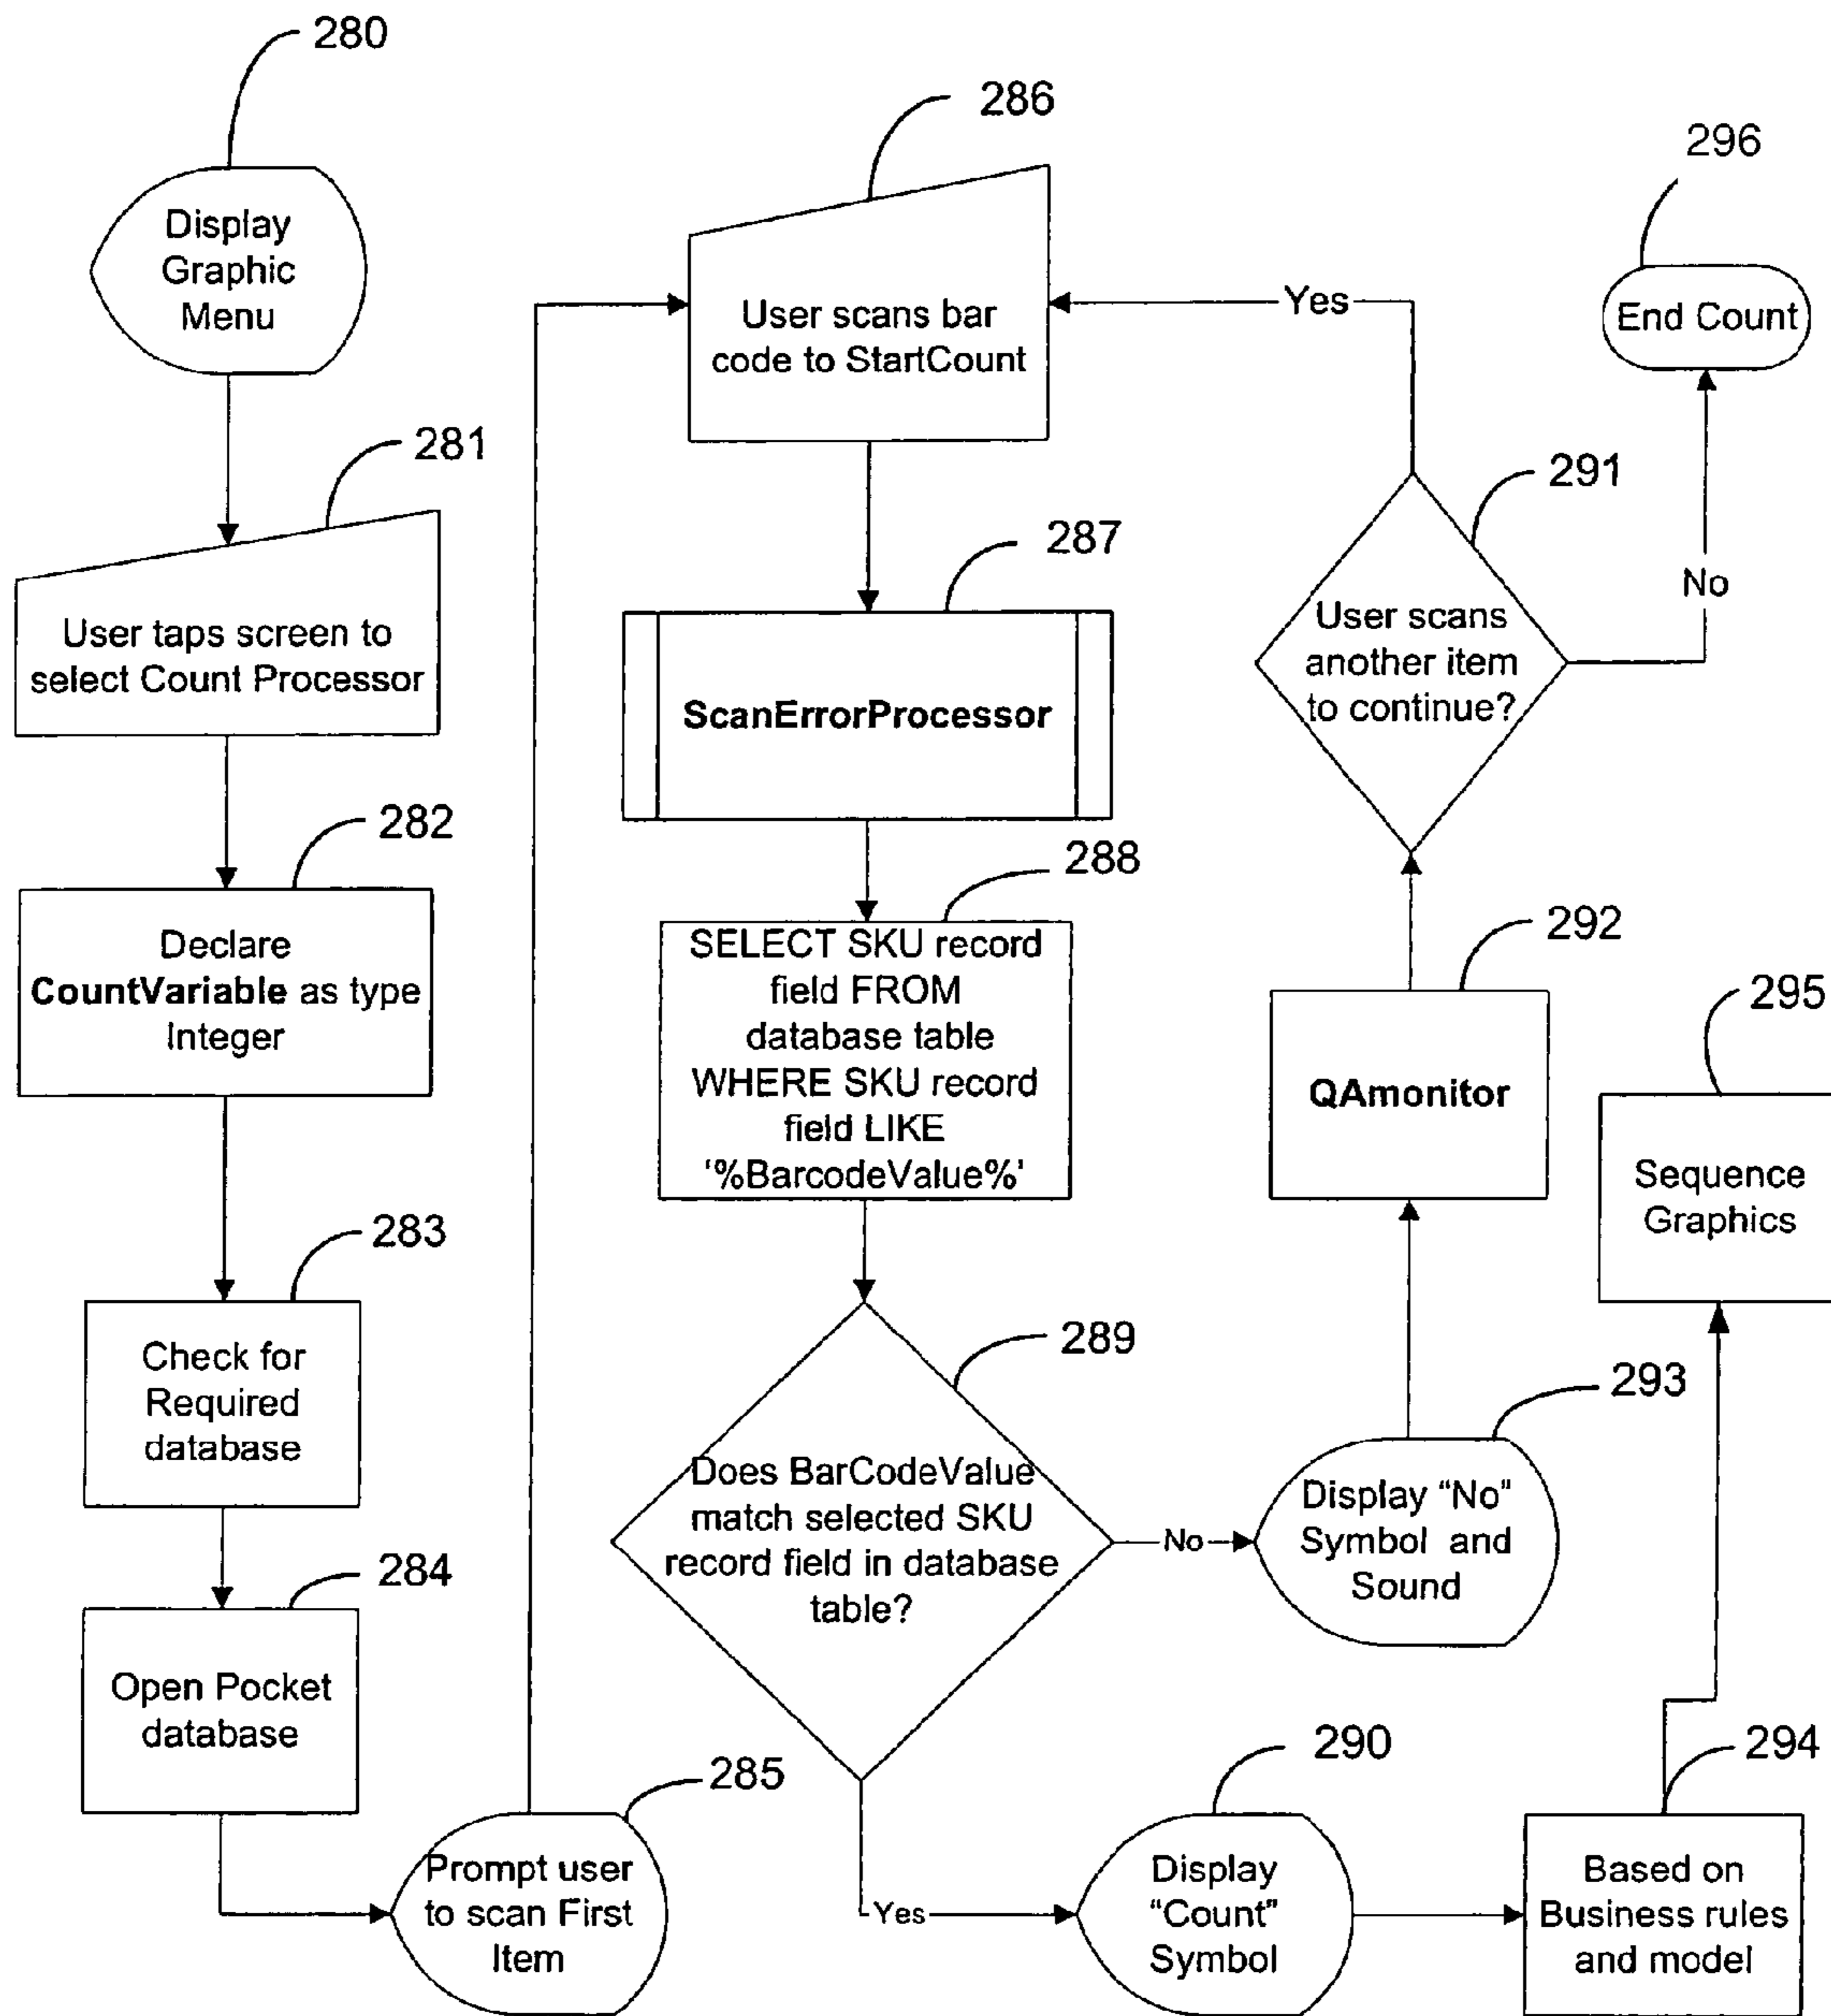 280
Display
Graphic
Menu
281
User taps screen to
select Count Processor
282
Declare
CountVariable as type
Integer
283
Check for
Required
database
284
Open Pocket
database
285
Prompt user
to scan First
Item
286
User scans bar
code to StartCount
287
ScanErrorProcessor
288
SELECT SKU record
field FROM
database table
WHERE SKU record
field LIKE
‘%BarcodeValue%’
289
Does BarCodeValue
match selected SKU
record field in database
table?
No
Yes
290
Display
“Count”
Symbol
291
User scans
another item
to continue?
Yes
No
292
QAmonitor
293
Display “No”
Symbol and
Sound
294
Based on
Business rules
and model
295
Sequence
Graphics
296
End Count